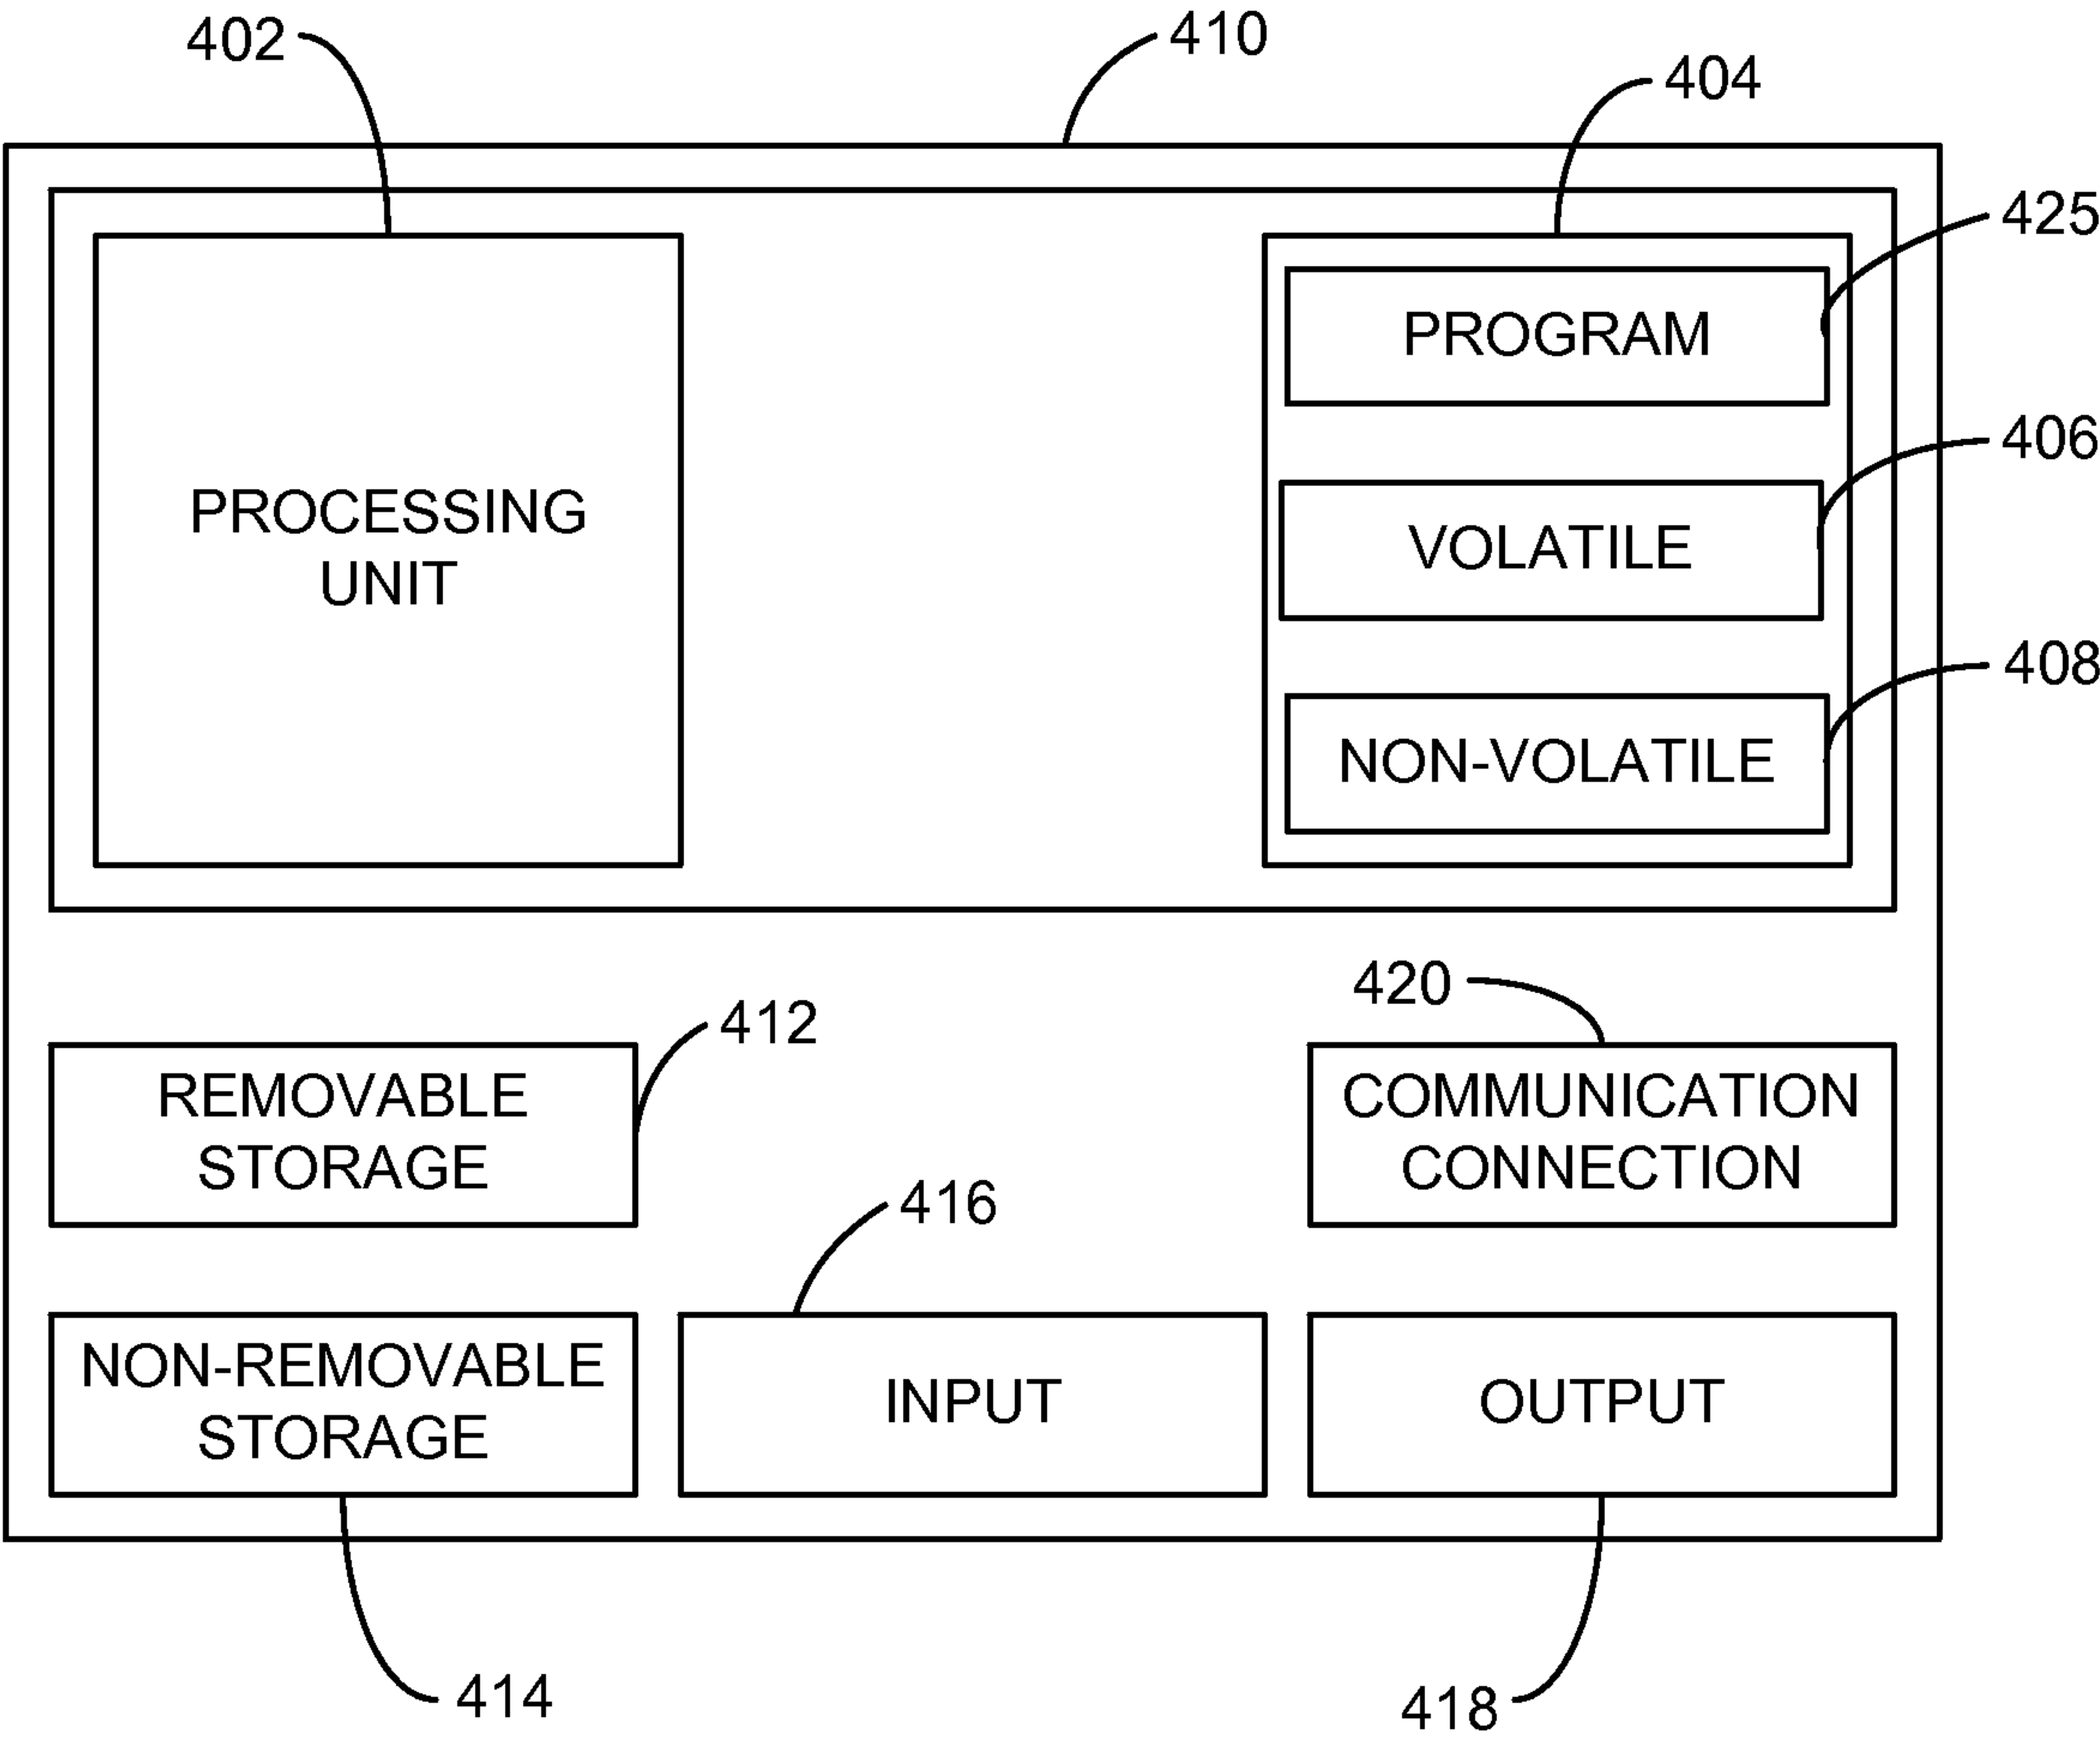 402
410
404
425
PROGRAM
406
PROCESSING
UNIT
VOLATILE
408
NON-VOLATILE
420
412
REMOVABLE
STORAGE
COMMUNICATION
CONNECTION
416
NON-REMOVABLE
STORAGE
INPUT
OUTPUT
414
418